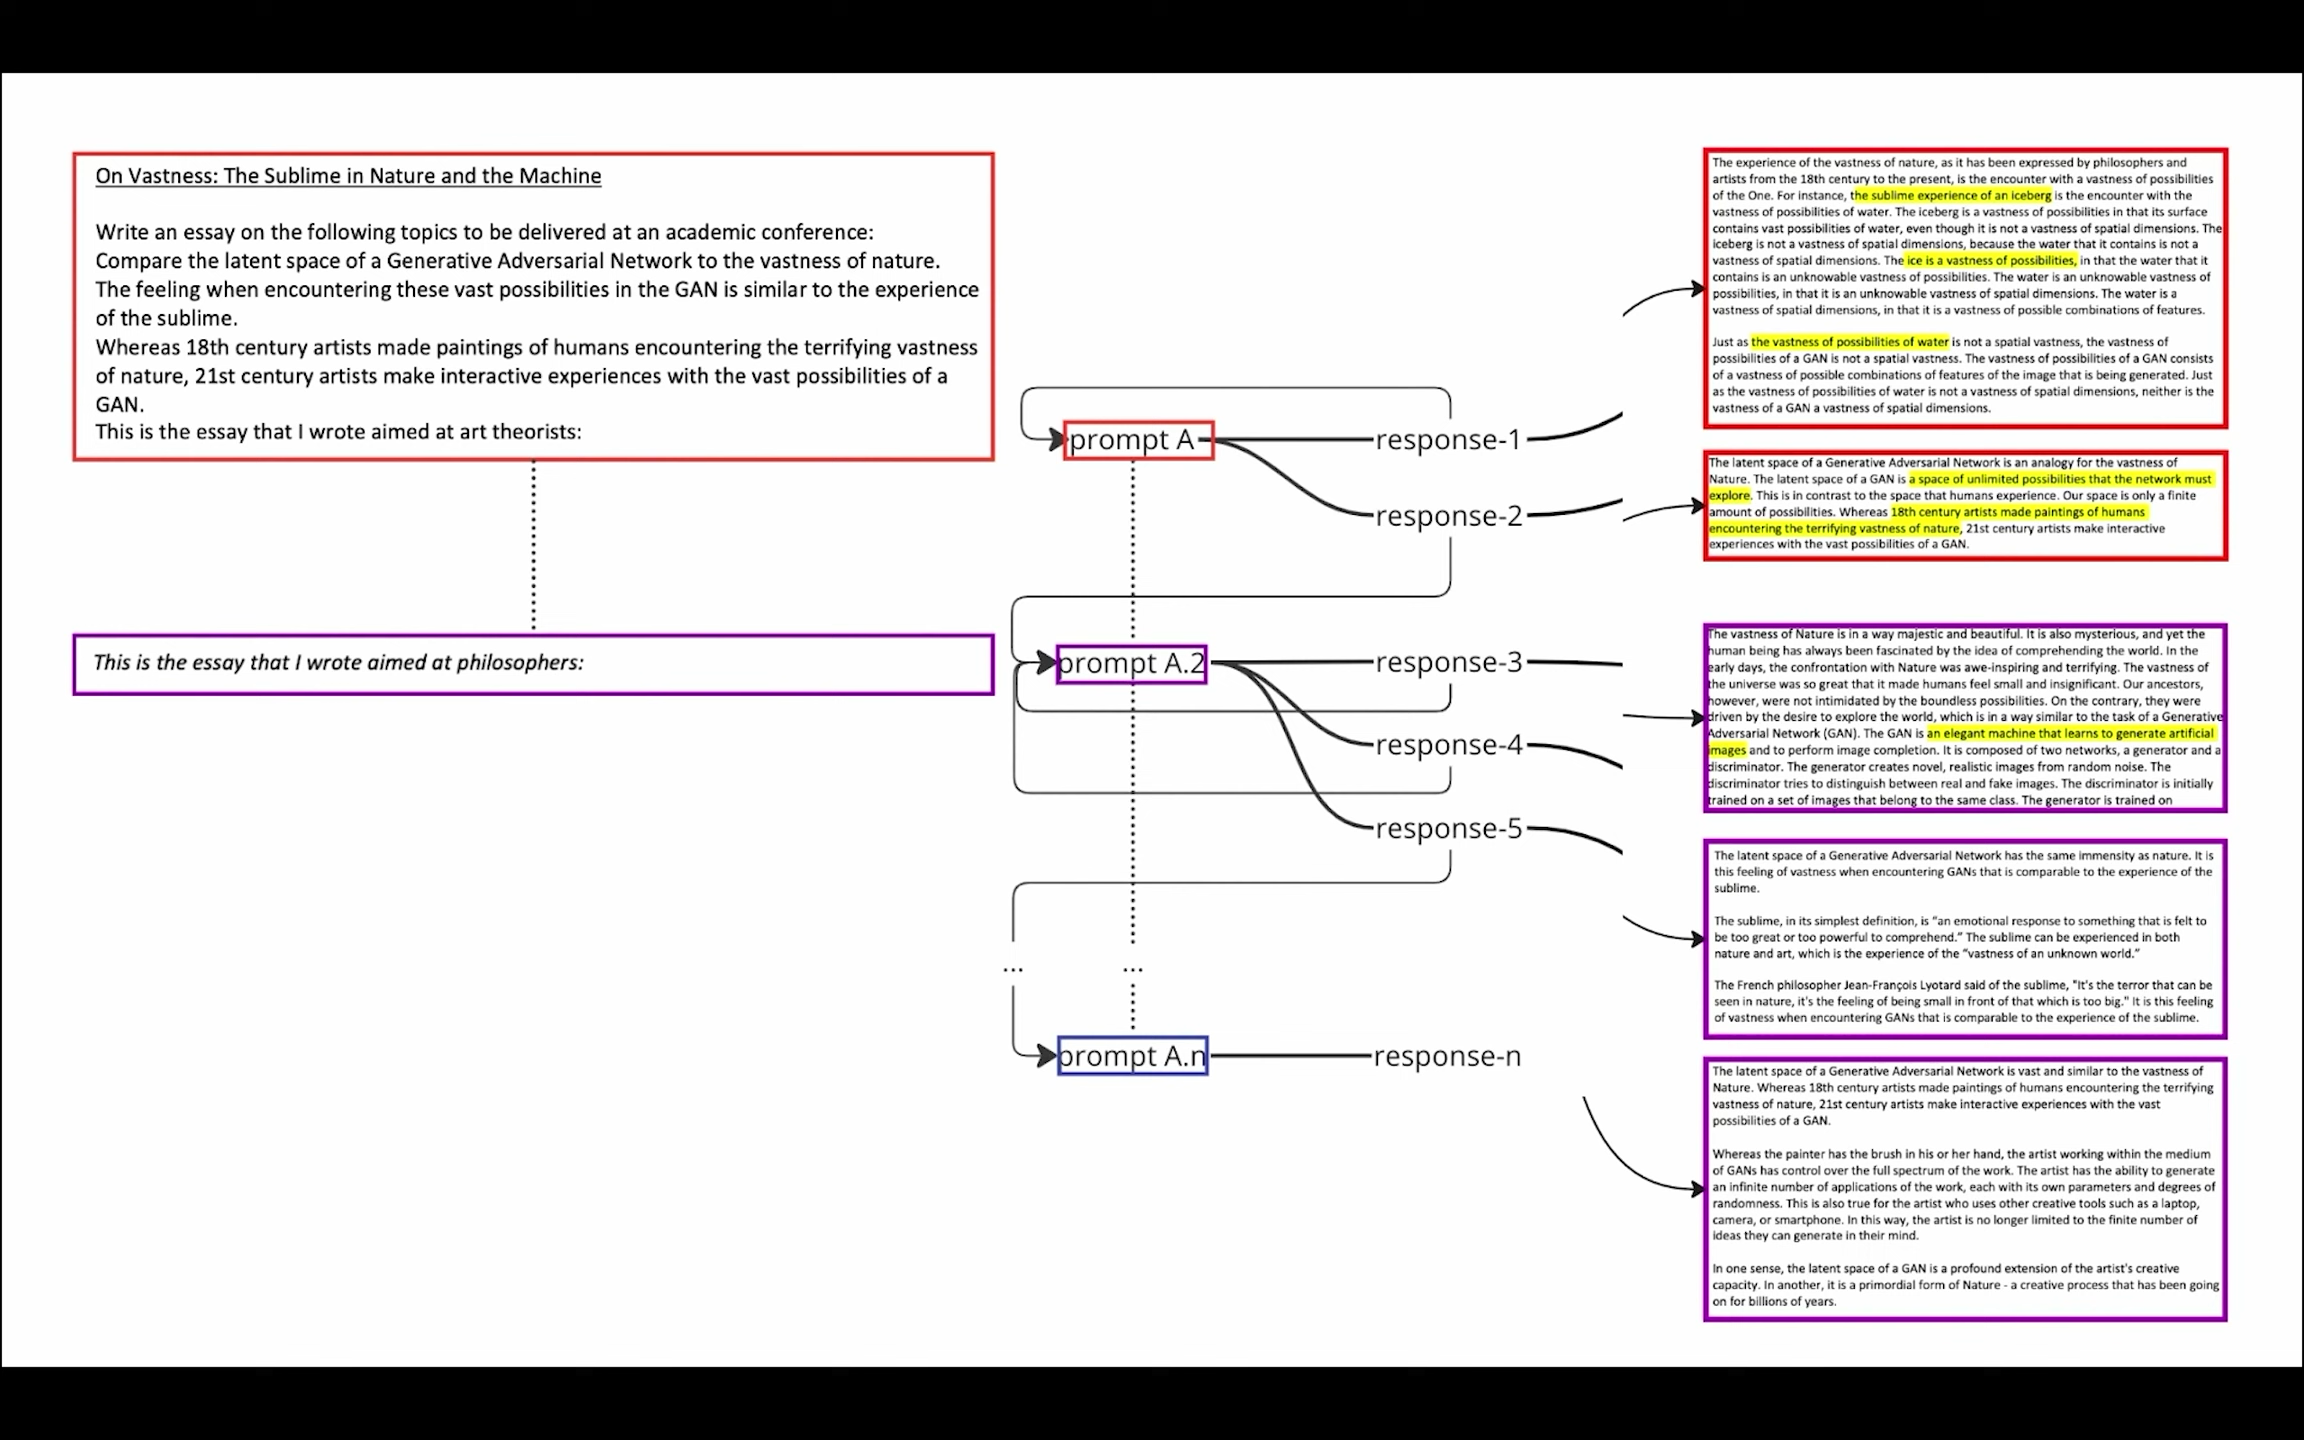 On Vastness: The Sublime in Nature and the Machine
Write an essay on the following topics to be delivered at an academic conference:
Compare the latent space of a Generative Adversarial Network to the vastness of nature.
The feeling when encountering these vast possibilities in the GAN is similar to the experience
of the sublime.
Whereas 18th century artists made paintings of humans encountering the terrifying vastness
of nature, 21st century artists make interactive experiences with the vast possibilities of a
GAN.
This is the essay that I wrote aimed at art theorists:
This is the essay that I wrote aimed at philosophers:
prompt A
response-1
response-2
prompt A.2
response-3
response-4
response-5
...
...
prompt A.n
response-n
The experience of the vastness of nature, as it has been expressed by philosophers and
artists from the 18th century to the present, is the encounter with a vastness of possibilities
of the One. For instance, the sublime experience of an iceberg is the encounter with the
vastness of possibilities of water. The iceberg is a vastness of possibilities in that its surface
contains vast possibilities of water, even though it is not a vastness of spatial dimensions. The
iceberg is not a vastness of spatial dimensions, because the water that it contains is not a
vastness of spatial dimensions. The ice is a vastness of possibilities, in that the water that it
contains is an unknowable vastness of possibilities. The water is an unknowable vastness of
possibilities, in that it is an unknowable vastness of spatial dimensions. The water is a
vastness of spatial dimensions, in that it is a vastness of possible combinations of features.
Just as the vastness of possibilities of water is not a spatial vastness, the vastness of
possibilities of a GAN is not a spatial vastness. The vastness of possibilities of a GAN consists
of a vastness of possible combinations of features of the image that is being generated. Just
as the vastness of possibilities of water is not a vastness of spatial dimensions, neither is the
vastness of a GAN a vastness of spatial dimensions.
The latent space of a Generative Adversarial Network is an analogy for the vastness of
Nature. The latent space of a GAN is a space of unlimited possibilities that the network must
explore. This is in contrast to the space that humans experience. Our space is only a finite
amount of possibilities. Whereas 18th century artists made paintings of humans
encountering the terrifying vastness of nature, 21st century artists make interactive
experiences with the vast possibilities of a GAN.
The vastness of Nature is in a way majestic and beautiful. It is also mysterious, and yet the
human being has always been fascinated by the idea of comprehending the world. In the
early days, the confrontation with Nature was awe-inspiring and terrifying. The vastness of
the universe was so great that it made humans feel small and insignificant. Our ancestors,
however, were not intimidated by the boundless possibilities. On the contrary, they were
driven by the desire to explore the world, which is in a way similar to the task of a Generative
Adversarial Network (GAN). The GAN is an elegant machine that learns to generate artificial
images and to perform image completion. It is composed of two networks, a generator and a
discriminator. The generator creates novel, realistic images from random noise. The
discriminator tries to distinguish between real and fake images. The discriminator is initially
trained on a set of images that belong to the same class. The generator is trained on
The latent space of a Generative Adversarial Network has the same immensity as nature. It is
this feeling of vastness when encountering GANs that is comparable to the experience of the
sublime.
The sublime, in its simplest definition, is “an emotional response to something that is felt to
be too great or too powerful to comprehend.” The sublime can be experienced in both
nature and art, which is the experience of the “vastness of an unknown world.”
The French philosopher Jean-François Lyotard said of the sublime, "It's the terror that can be
seen in nature, it's the feeling of being small in front of that which is too big." It is this feeling
of vastness when encountering GANs that is comparable to the experience of the sublime.
The latent space of a Generative Adversarial Network is vast and similar to the vastness of
Nature. Whereas 18th century artists made paintings of humans encountering the terrifying
vastness of nature, 21st century artists make interactive experiences with the vast
possibilities of a GAN.
Whereas the painter has the brush in his or her hand, the artist working within the medium
of GANs has control over the full spectrum of the work. The artist has the ability to generate
an infinite number of applications of the work, each with its own parameters and degrees of
randomness. This is also true for the artist who uses other creative tools such as a laptop,
camera, or smartphone. In this way, the artist is no longer limited to the finite number of
ideas they can generate in their mind.
In one sense, the latent space of a GAN is a profound extension of the artist's creative
capacity. In another, it is a primordial form of Nature - a creative process that has been going
on for billions of years.